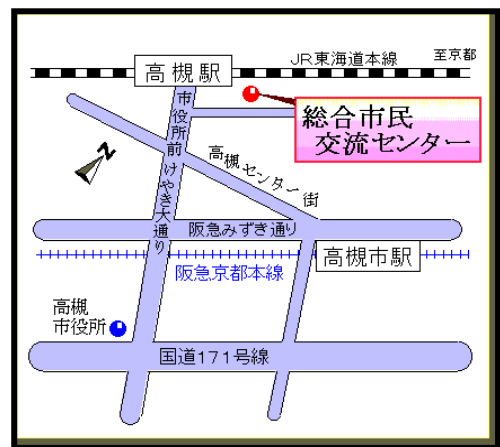 JR東海道本線
至京都
高槻駅
総合市民
交流センター
市役所前けやき大通り
高槻センター街
N
阪急みずき通り
高槻市駅
阪急京都本線
高槻
市役所
国道171号線